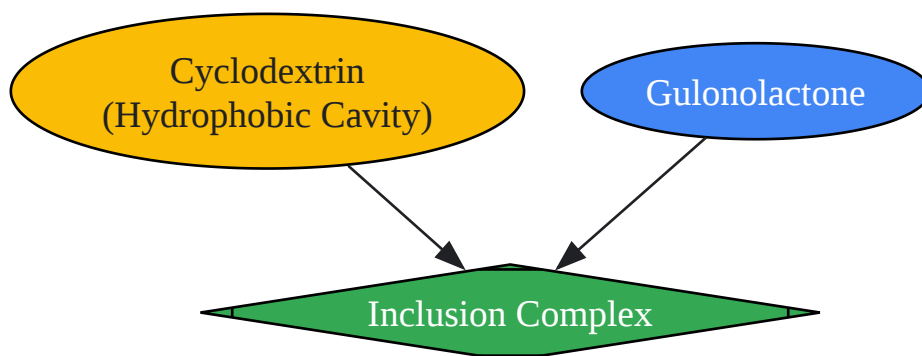 Cyclodextrin
(Hydrophobic Cavity)
Gulonolactone
Inclusion Complex